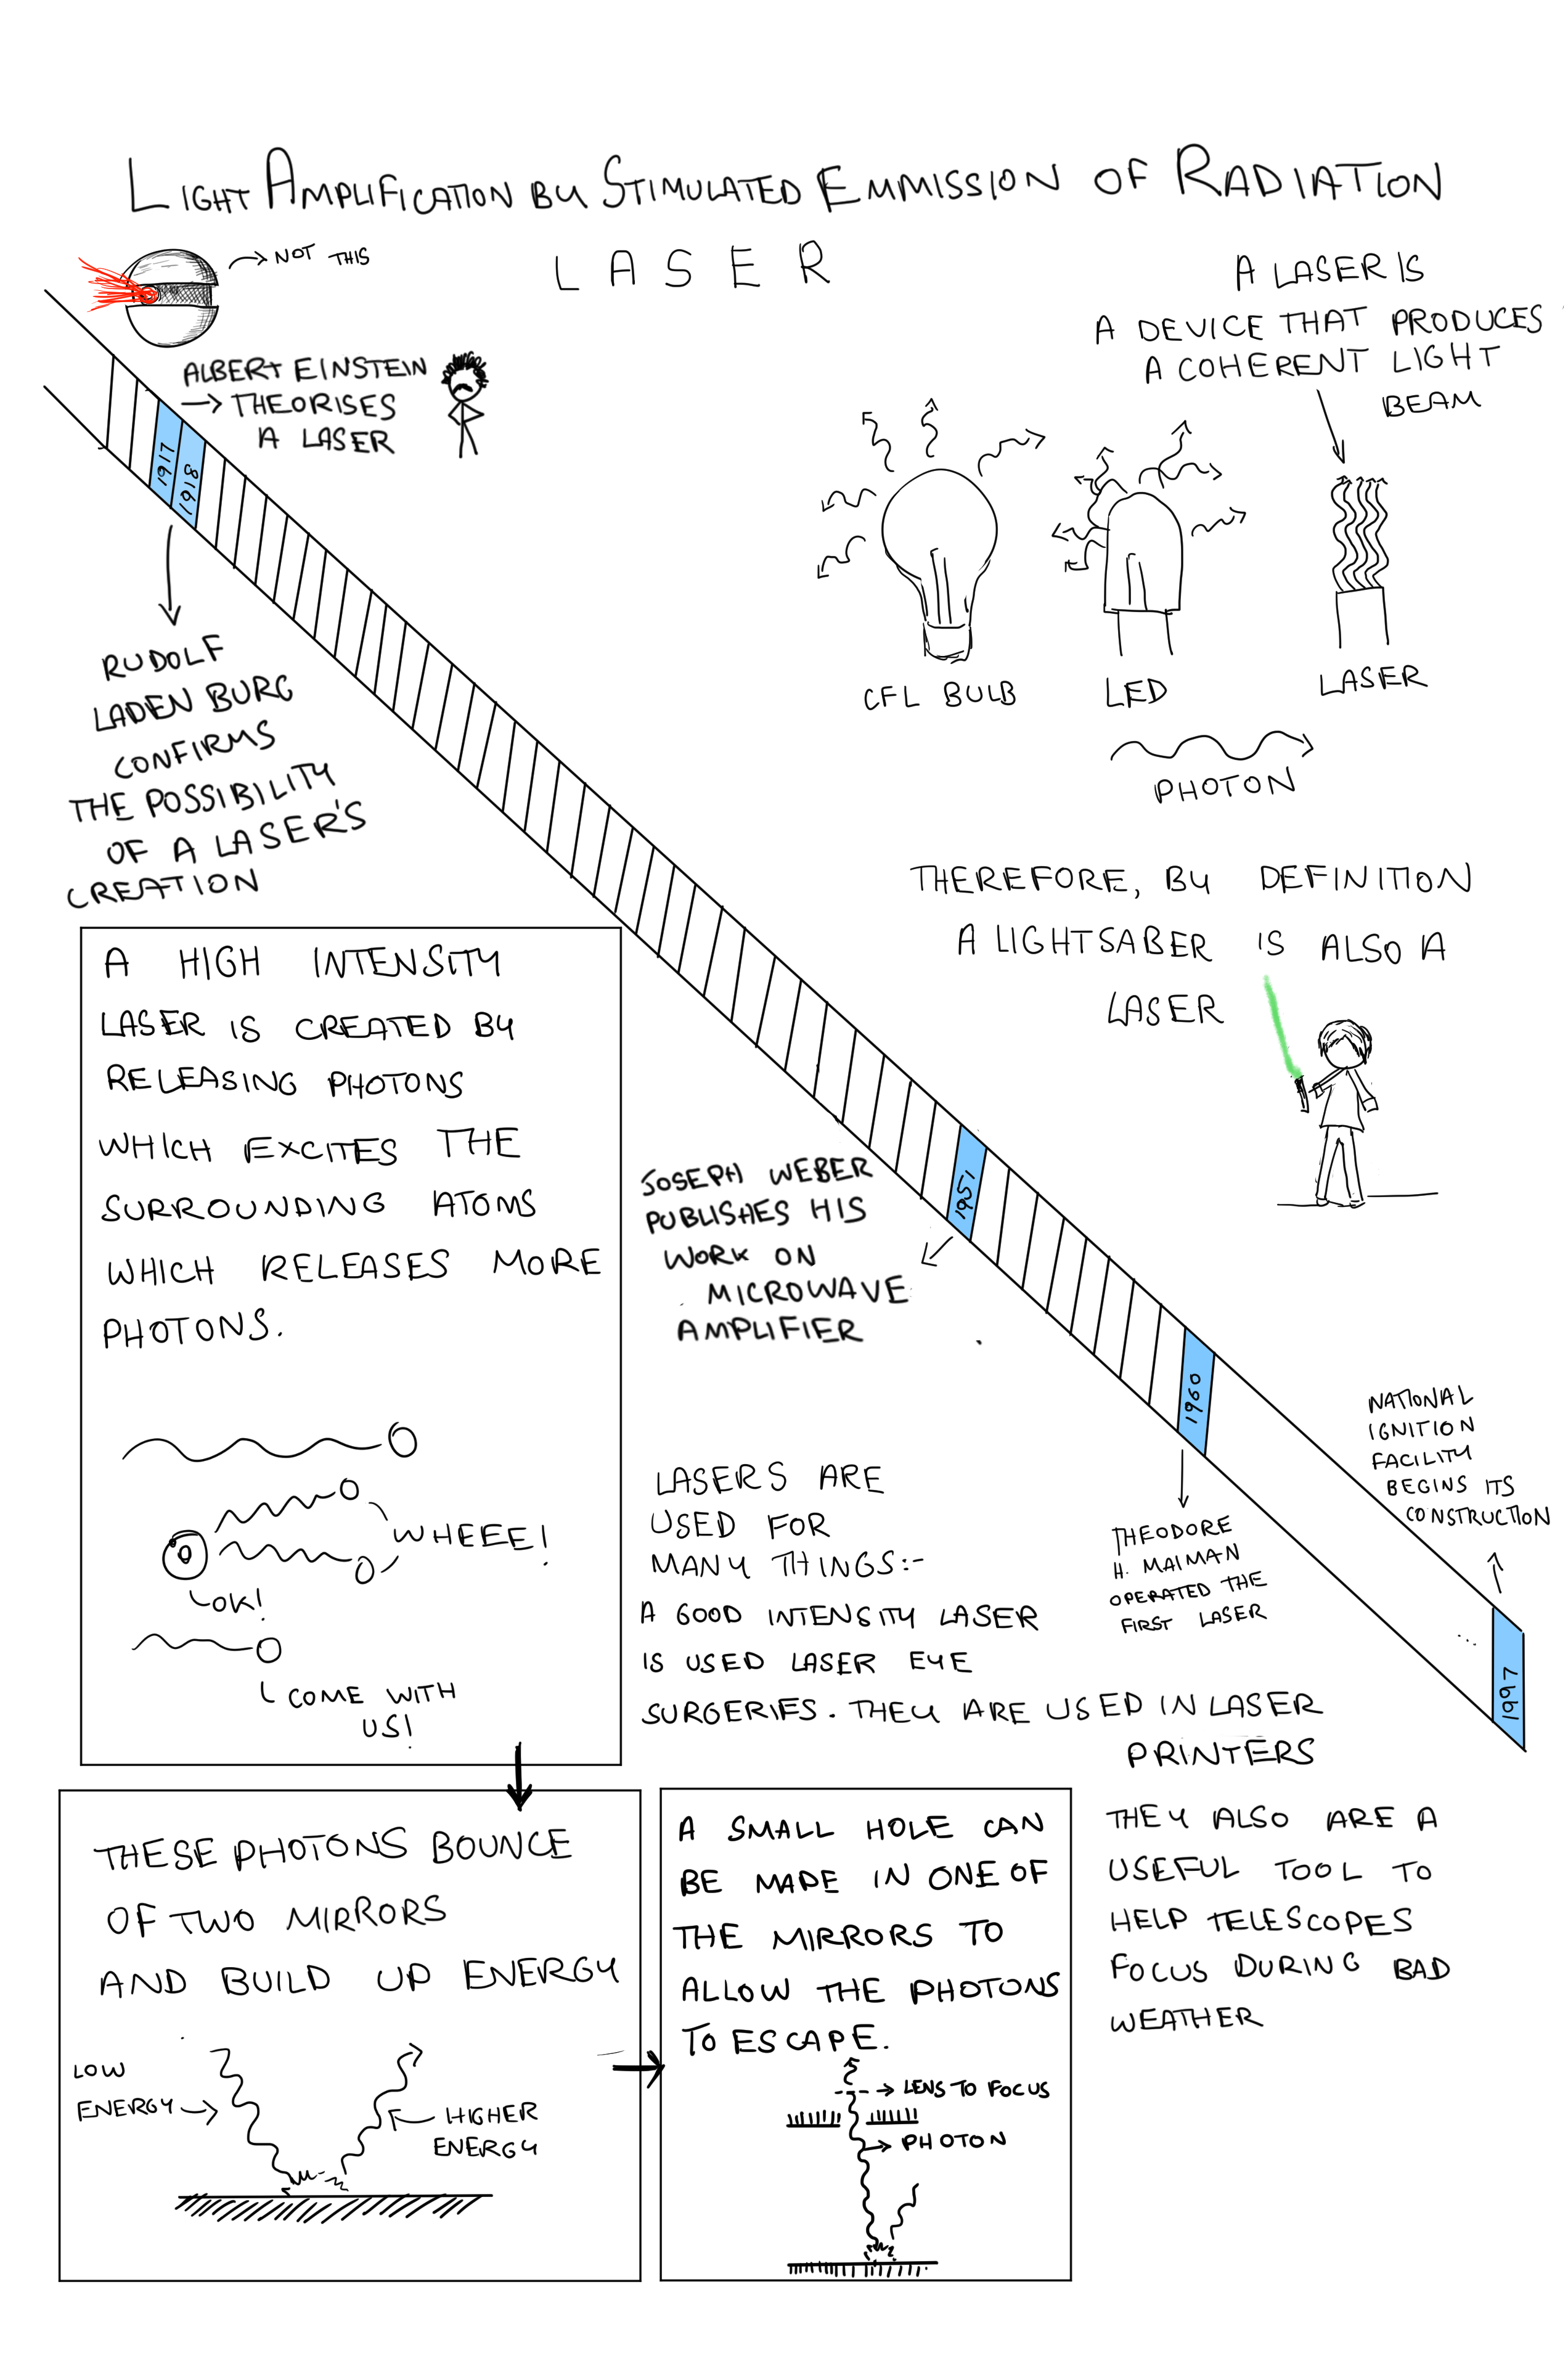 LIGHT AMPLIFICATION BY STIMULATED EMMISSION OF RADIATION
LASER
NOT THIS
A LASER IS
A DEVICE THAT PRODUCES
A COHERENT LIGHT
BEAM
ALBERT EINSTEIN
THEORISES
A LASER
1917
1918
CFL BULB
LED
LASER
PHOTON
RUDOLF
LADEN BURG
CONFIRMS
THE POSSIBILITY
OF A LASER'S
CREATION
THEREFORE, BY DEFINITION
A LIGHTSABER IS ALSO A
LASER
A HIGH INTENSITY
LASER IS CREATED BY
RELEASING PHOTONS
WHICH EXCITES THE
SURROUNDING ATOMS
WHICH RELEASES MORE
PHOTONS.
WHEEE!
OK!
COME WITH
US!
1951
JOSEPH WEBER
PUBLISHES HIS
WORK ON
MICROWAVE
AMPLIFIER
1960
THEODORE
H. MAIMAN
OPERATED THE
FIRST LASER
NATIONAL
IGNITION
FACILITY
BEGINS ITS
CONSTRUCTION
...
1997
LASERS ARE
USED FOR
MANY THINGS:-
A GOOD INTENSITY LASER
IS USED LASER EYE
SURGERIES. THEY ARE USED IN LASER
PRINTERS
THEY ALSO ARE A
USEFUL TOOL TO
HELP TELESCOPES
FOCUS DURING BAD
WEATHER
THESE PHOTONS BOUNCE
OF TWO MIRRORS
AND BUILD UP ENERGY
LOW
ENERGY
HIGHER
ENERGY
A SMALL HOLE CAN
BE MADE IN ONE OF
THE MIRRORS TO
ALLOW THE PHOTONS
TO ESCAPE.
LENS TO FOCUS
PHOTON